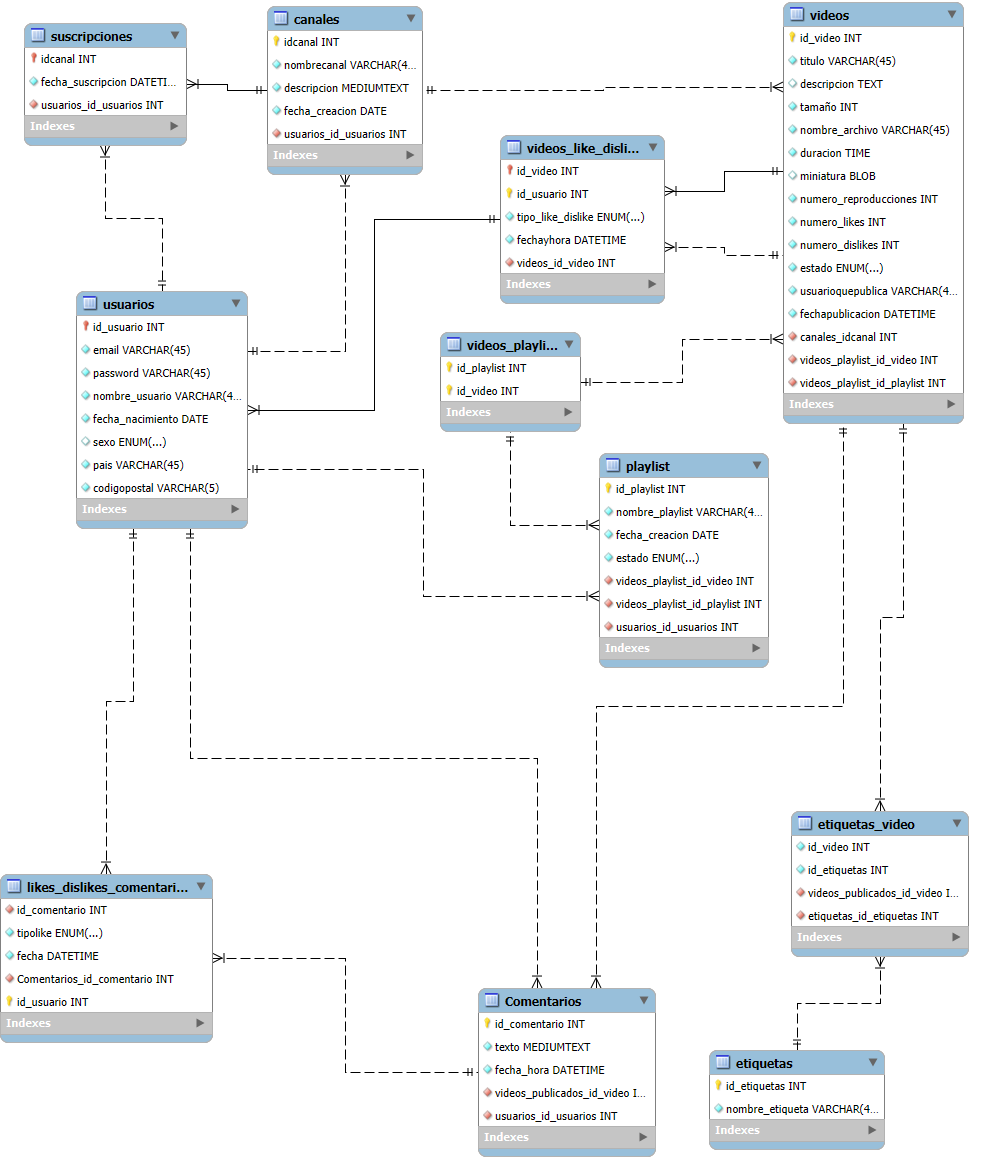 suscripciones
idcanal INT
fecha_suscripcion DATETI...
usuarios_id_usuarios INT
Indexes
canales
idcanal INT
nombrecanal VARCHAR(4...
descripcion MEDIUMTEXT
fecha_creacion DATE
usuarios_id_usuarios INT
Indexes
videos
id_video INT
titulo VARCHAR(45)
descripcion TEXT
tamaño INT
nombre_archivo VARCHAR(45)
duracion TIME
miniatura BLOB
numero_reproducciones INT
numero_likes INT
numero_dislikes INT
estado ENUM(...)
usuarioquepublica VARCHAR(4...
fechapublicacion DATETIME
canales_idcanal INT
videos_playlist_id_video INT
videos_playlist_id_playlist INT
Indexes
videos_like_disli...
id_video INT
id_usuario INT
tipo_like_dislike ENUM(...)
fechayhora DATETIME
videos_id_video INT
Indexes
usuarios
id_usuario INT
email VARCHAR(45)
password VARCHAR(45)
nombre_usuario VARCHAR(4...
fecha_nacimiento DATE
sexo ENUM(...)
pais VARCHAR(45)
codigopostal VARCHAR(5)
Indexes
videos_playli...
id_playlist INT
id_video INT
Indexes
playlist
id_playlist INT
nombre_playlist VARCHAR(4...
fecha_creacion DATE
estado ENUM(...)
videos_playlist_id_video INT
videos_playlist_id_playlist INT
usuarios_id_usuarios INT
Indexes
etiquetas_video
id_video INT
id_etiquetas INT
videos_publicados_id_video I...
etiquetas_id_etiquetas INT
Indexes
likes_dislikes_comentari...
id_comentario INT
tipolike ENUM(...)
fecha DATETIME
Comentarios_id_comentario INT
id_usuario INT
Indexes
Comentarios
id_comentario INT
texto MEDIUMTEXT
fecha_hora DATETIME
videos_publicados_id_video I...
usuarios_id_usuarios INT
Indexes
etiquetas
id_etiquetas INT
nombre_etiqueta VARCHAR(4...
Indexes